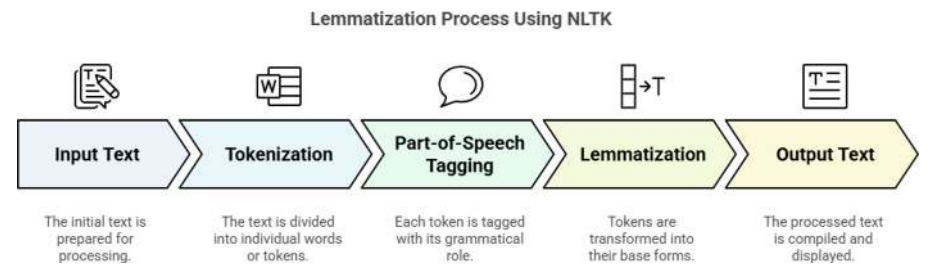 Lemmatization Process Using NLTK
T
W
T
T
Input Text
Tokenization
Part-of-Speech
Tagging
Lemmatization
Output Text
The initial text is
prepared for
processing.
The text is divided
into individual words
or tokens.
Each token is tagged
with its grammatical
role.
Tokens are
transformed into
their base forms.
The processed text
is compiled and
displayed.